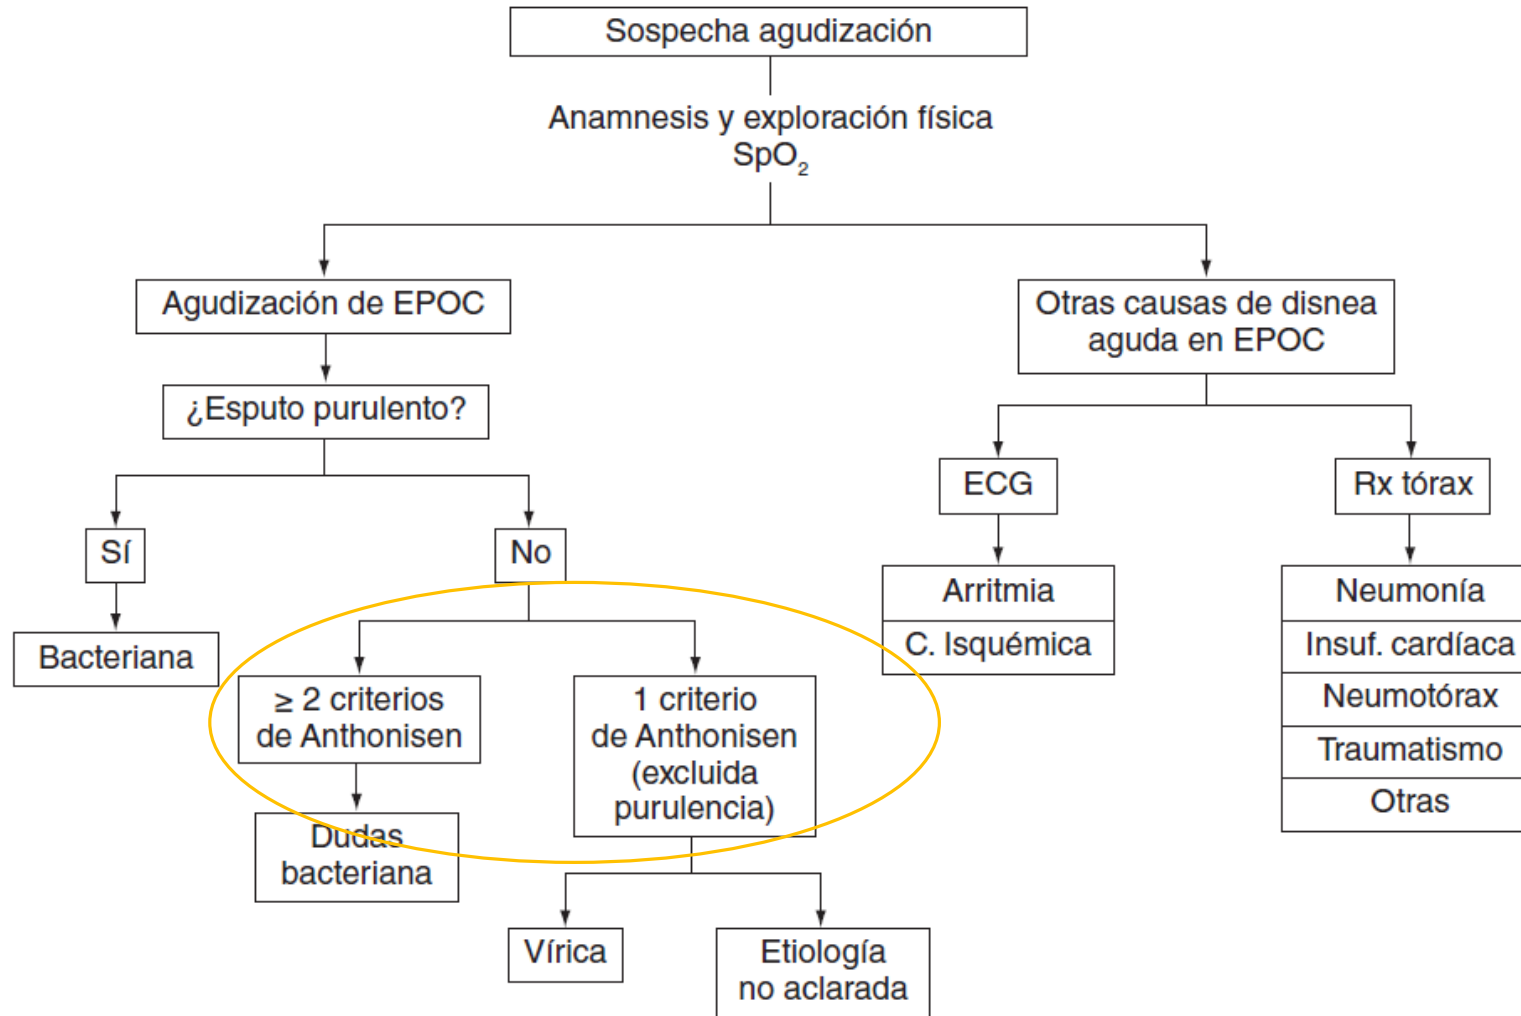 Sospecha agudización
Anamnesis y exploración física
SpO₂
Agudización de EPOC
Otras causas de disnea
aguda en EPOC
¿Esputo purulento?
ECG
Rx tórax
Sí
No
Arritmia
C. Isquémica
Neumonía
Insuf. cardíaca
Neumotórax
Traumatismo
Otras
Bacteriana
≥ 2 criterios
de Anthonisen
1 criterio
de Anthonisen
(excluida
purulencia)
Dudas
bacteriana
Vírica
Etiología
no aclarada